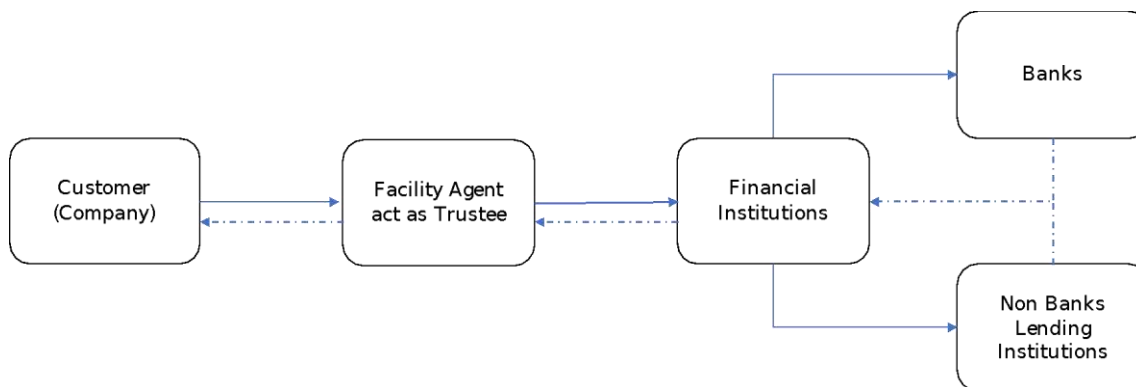 Customer
(Company)
Facility Agent
act as Trustee
Financial
Institutions
Banks
Non Banks
Lending
Institutions